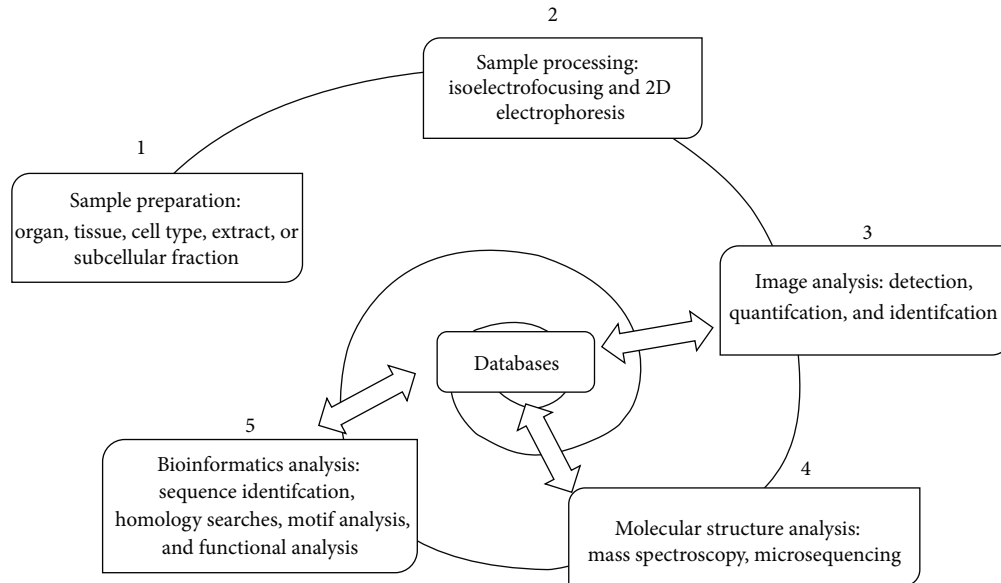 1
Sample preparation:
organ, tissue, cell type, extract, or
subcellular fraction
2
Sample processing:
isoelectrofocusing and 2D
electrophoresis
3
Image analysis: detection,
quantifcation, and identifcation
Databases
4
Molecular structure analysis:
mass spectroscopy, microsequencing
5
Bioinformatics analysis:
sequence identifcation,
homology searches, motif analysis,
and functional analysis